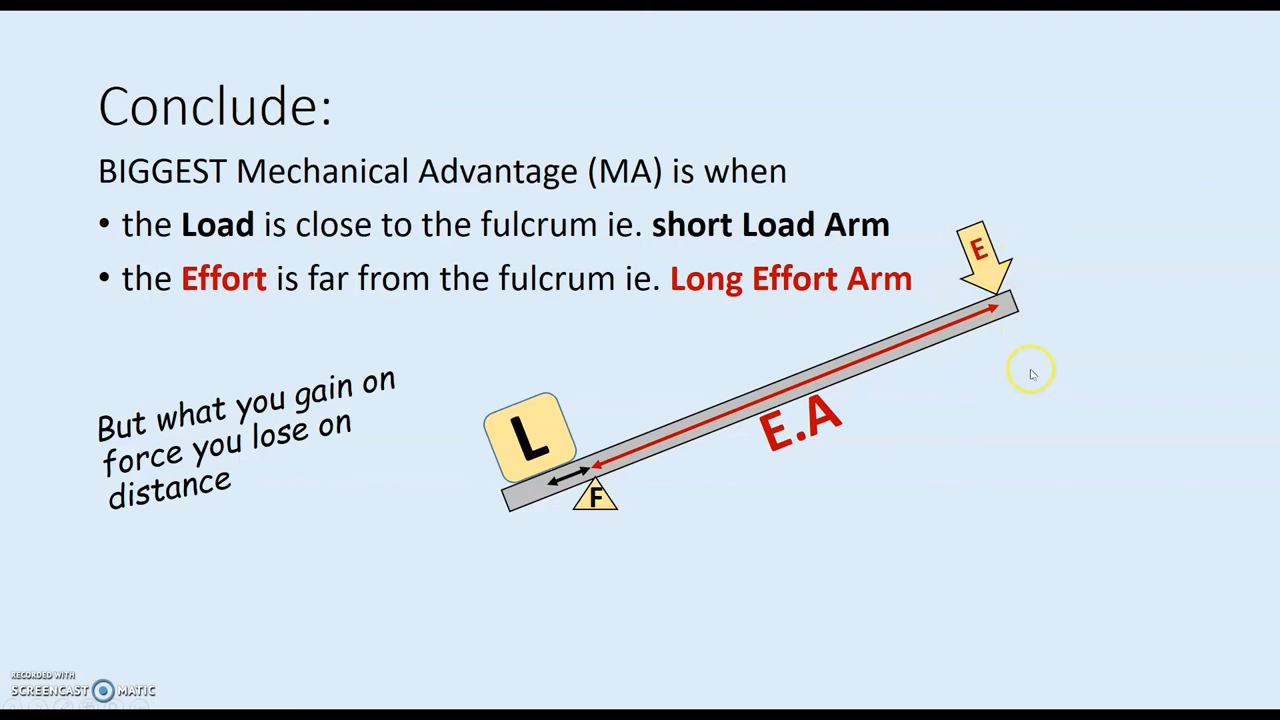 Conclude:
BIGGEST Mechanical Advantage (MA) is when
• the Load is close to the fulcrum ie. short Load Arm
• the Effort is far from the fulcrum ie. Long Effort Arm
E
But what you gain on
force you lose on
distance
L
E.A
F
RECORDED WITH
SCREENCAST MATIC